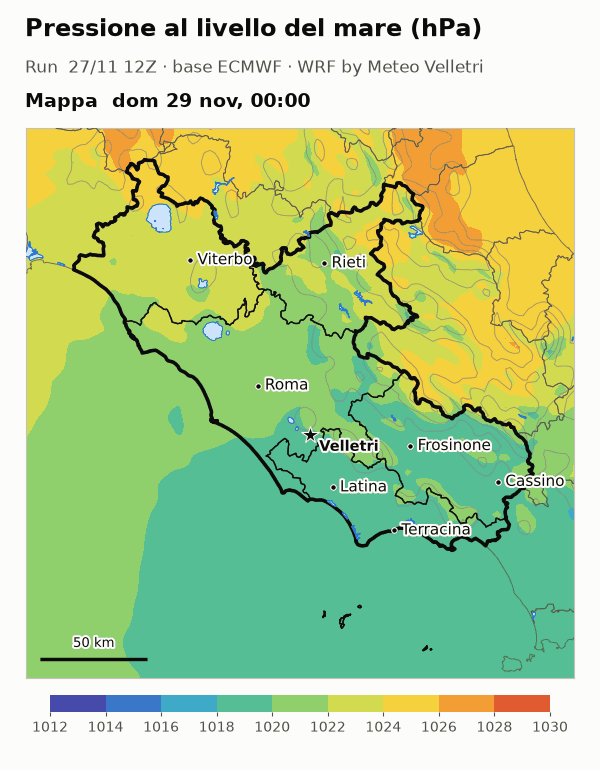 Pressione al livello del mare (hPa)
Run  27/11 12Z · base ECMWF · WRF by Meteo Velletri
Mappa  dom 29 nov, 00:00
Viterbo
Rieti
Roma
Velletri
Frosinone
Cassino
Latina
Terracina
50 km
1012 1014 1016 1018 1020 1022 1024 1026 1028 1030